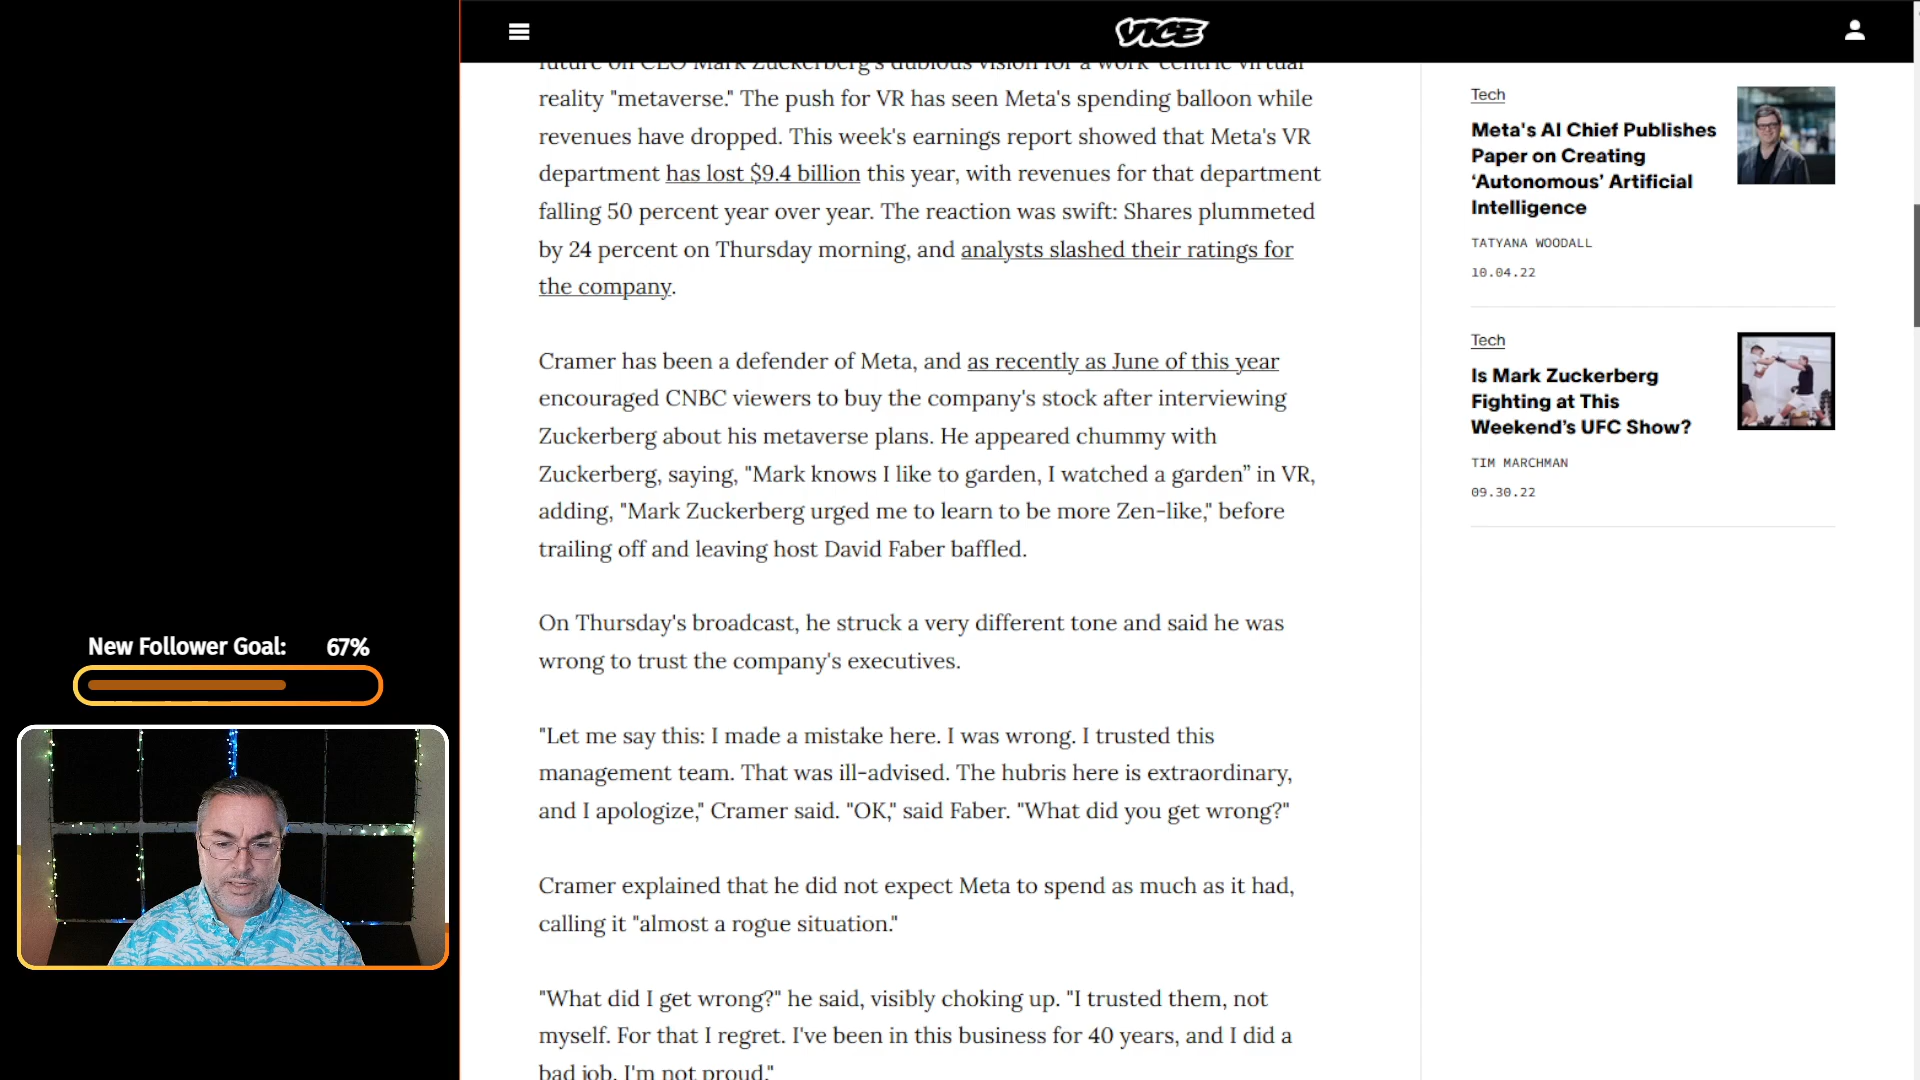 VICE
future on CEO Mark Zuckerberg's dubious vision for a work-centric virtual
reality "metaverse." The push for VR has seen Meta's spending balloon while
revenues have dropped. This week's earnings report showed that Meta's VR
department has lost $9.4 billion this year, with revenues for that department
falling 50 percent year over year. The reaction was swift: Shares plummeted
by 24 percent on Thursday morning, and analysts slashed their ratings for
the company.
Cramer has been a defender of Meta, and as recently as June of this year
encouraged CNBC viewers to buy the company's stock after interviewing
Zuckerberg about his metaverse plans. He appeared chummy with
Zuckerberg, saying, "Mark knows I like to garden, I watched a garden” in VR,
adding, "Mark Zuckerberg urged me to learn to be more Zen-like," before
trailing off and leaving host David Faber baffled.
On Thursday's broadcast, he struck a very different tone and said he was
wrong to trust the company's executives.
"Let me say this: I made a mistake here. I was wrong. I trusted this
management team. That was ill-advised. The hubris here is extraordinary,
and I apologize," Cramer said. "OK," said Faber. "What did you get wrong?"
Cramer explained that he did not expect Meta to spend as much as it had,
calling it "almost a rogue situation."
"What did I get wrong?" he said, visibly choking up. "I trusted them, not
myself. For that I regret. I've been in this business for 40 years, and I did a
bad job. I'm not proud."
Tech
Meta's AI Chief Publishes
Paper on Creating
‘Autonomous’ Artificial
Intelligence
TATYANA WOODALL
10.04.22
Tech
Is Mark Zuckerberg
Fighting at This
Weekend’s UFC Show?
TIM MARCHMAN
09.30.22
New Follower Goal: 67%